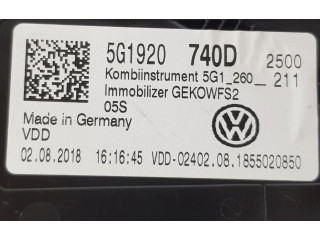 5G1920 740D 2500
Kombiinstrument 5G1_260__211
Immobilizer GEKOWFS2
05S
Made in Germany
VDD
02.08.2018 16:16:45 VDD-02402.08.1855020850